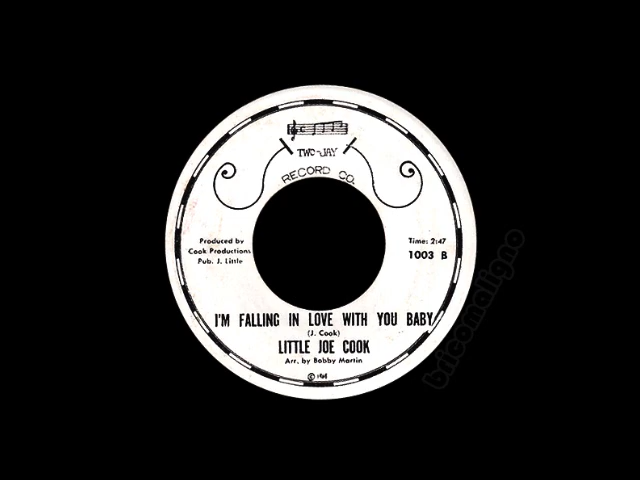 TWO-JAY
RECORD CO.
Produced by
Cook Productions
Pub. J. Little
Time: 2:47
1003 B
I'M FALLING IN LOVE WITH YOU BABY
(J. Cook)
LITTLE JOE COOK
Arr. by Bobby Martin
bricomaligno